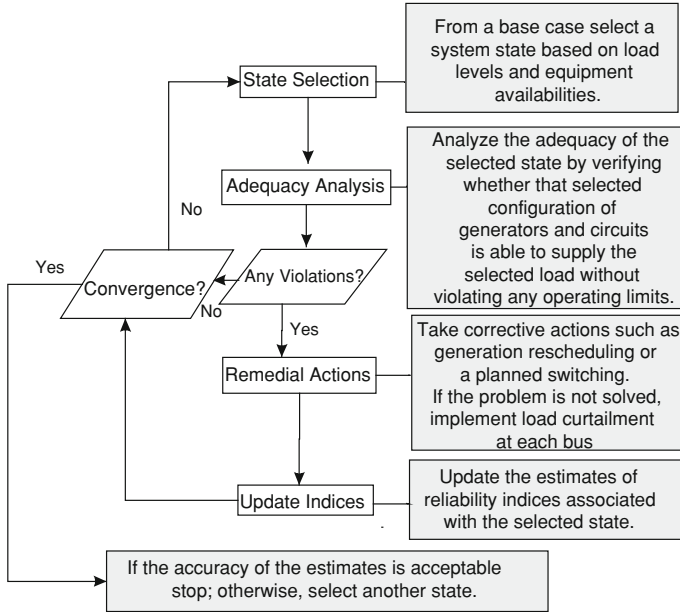 From a base case select a
system state based on load
levels and equipment
availabilities.
State Selection
Analyze the adequacy of the
selected state by verifying
whether that selected
configuration of
generators and circuits
is able to supply the
selected load without
violating any operating limits.
Adequacy Analysis
No
Yes
Convergence?
No
Any Violations?
Yes
Take corrective actions such as
generation rescheduling or
a planned switching.
If the problem is not solved,
implement load curtailment
at each bus
Remedial Actions
Update the estimates of
reliability indices associated
with the selected state.
Update Indices
If the accuracy of the estimates is acceptable
stop; otherwise, select another state.